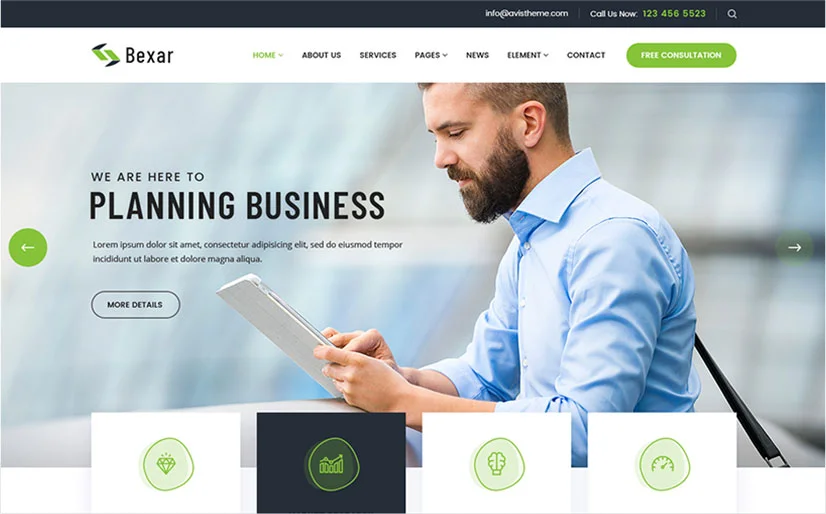 info@avistheme.com
Call Us Now: 123 456 5523
Bexar
HOME
ABOUT US
SERVICES
PAGES
NEWS
ELEMENT
CONTACT
FREE CONSULTATION
WE ARE HERE TO
PLANNING BUSINESS
Lorem ipsum dolor sit amet, consectetur adipisicing elit, sed do eiusmod tempor
incididunt ut labore et dolore magna aliqua.
MORE DETAILS